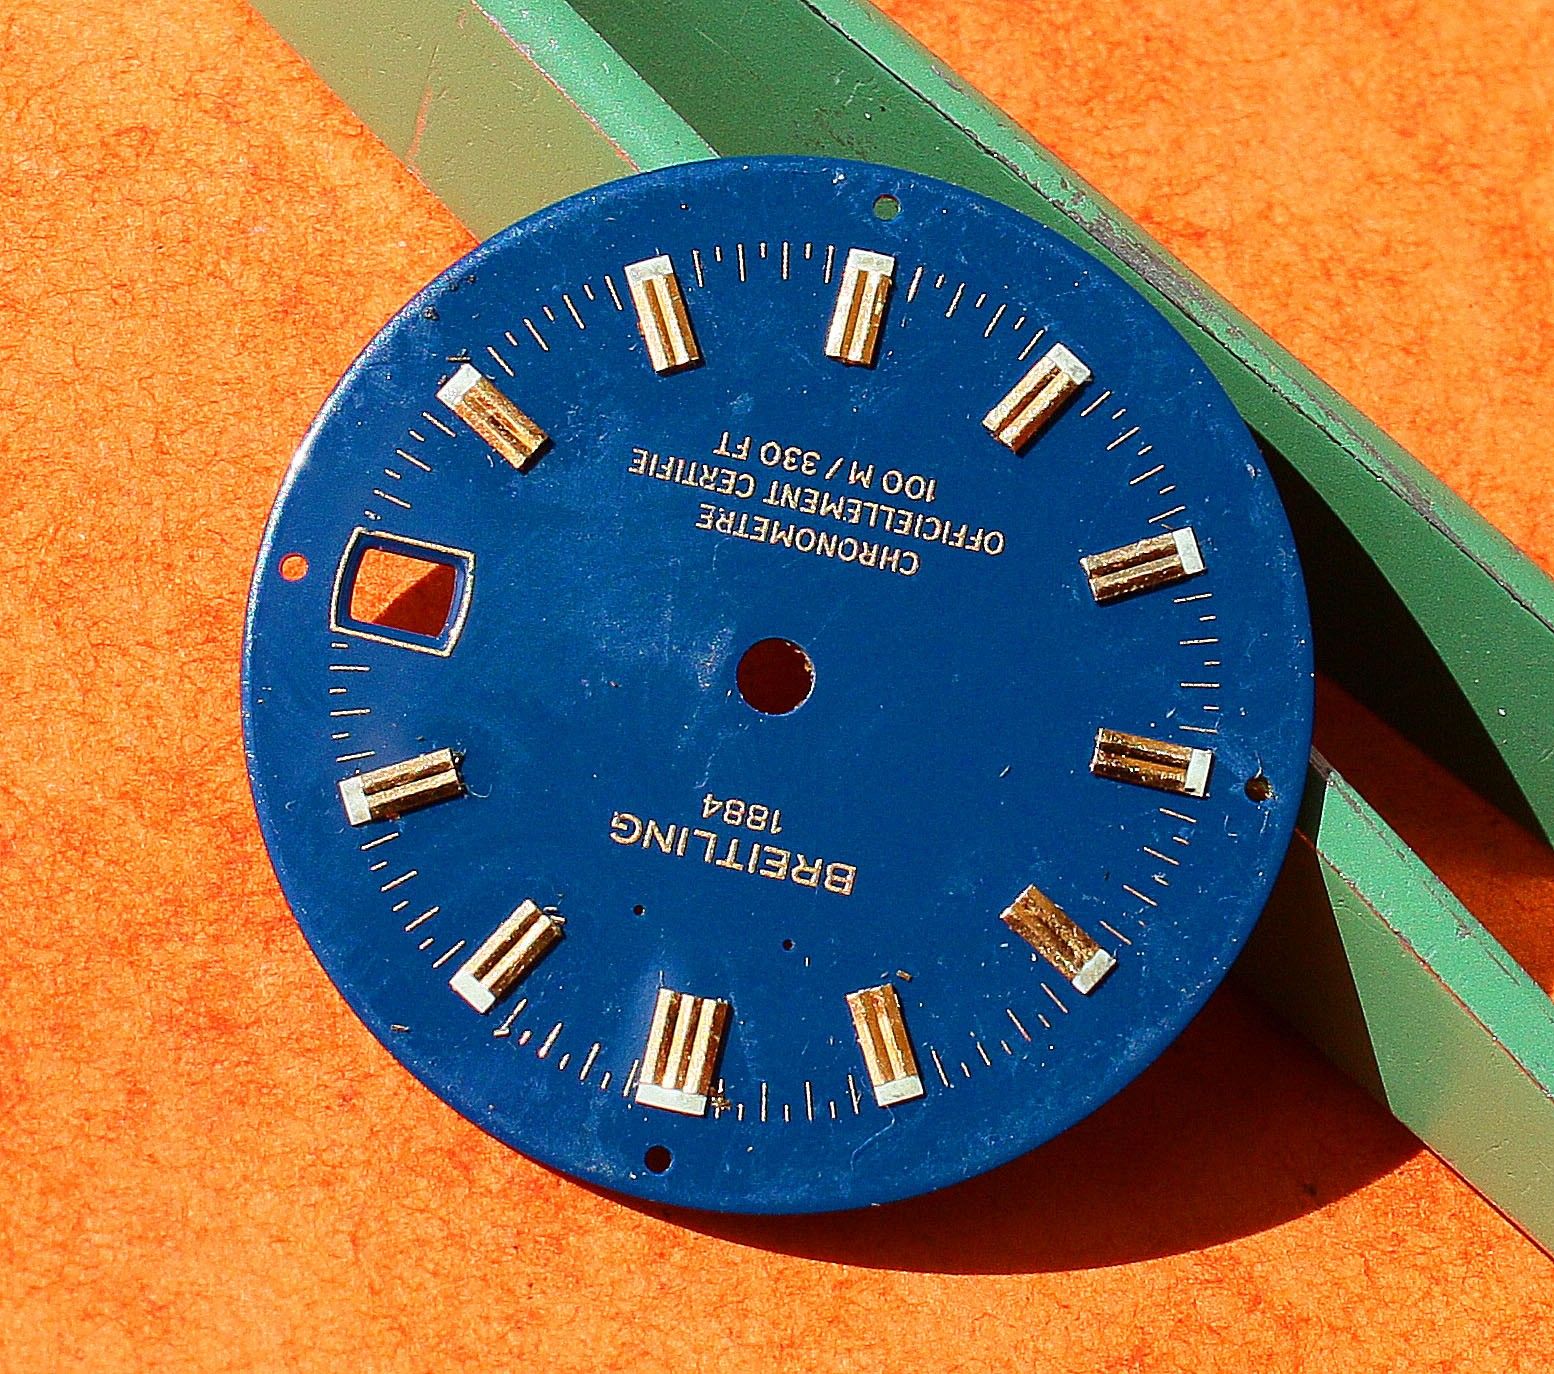 BREITLING
1884
CHRONOMETRE
OFFICIELLEMENT CERTIFIE
100 M / 330 FT